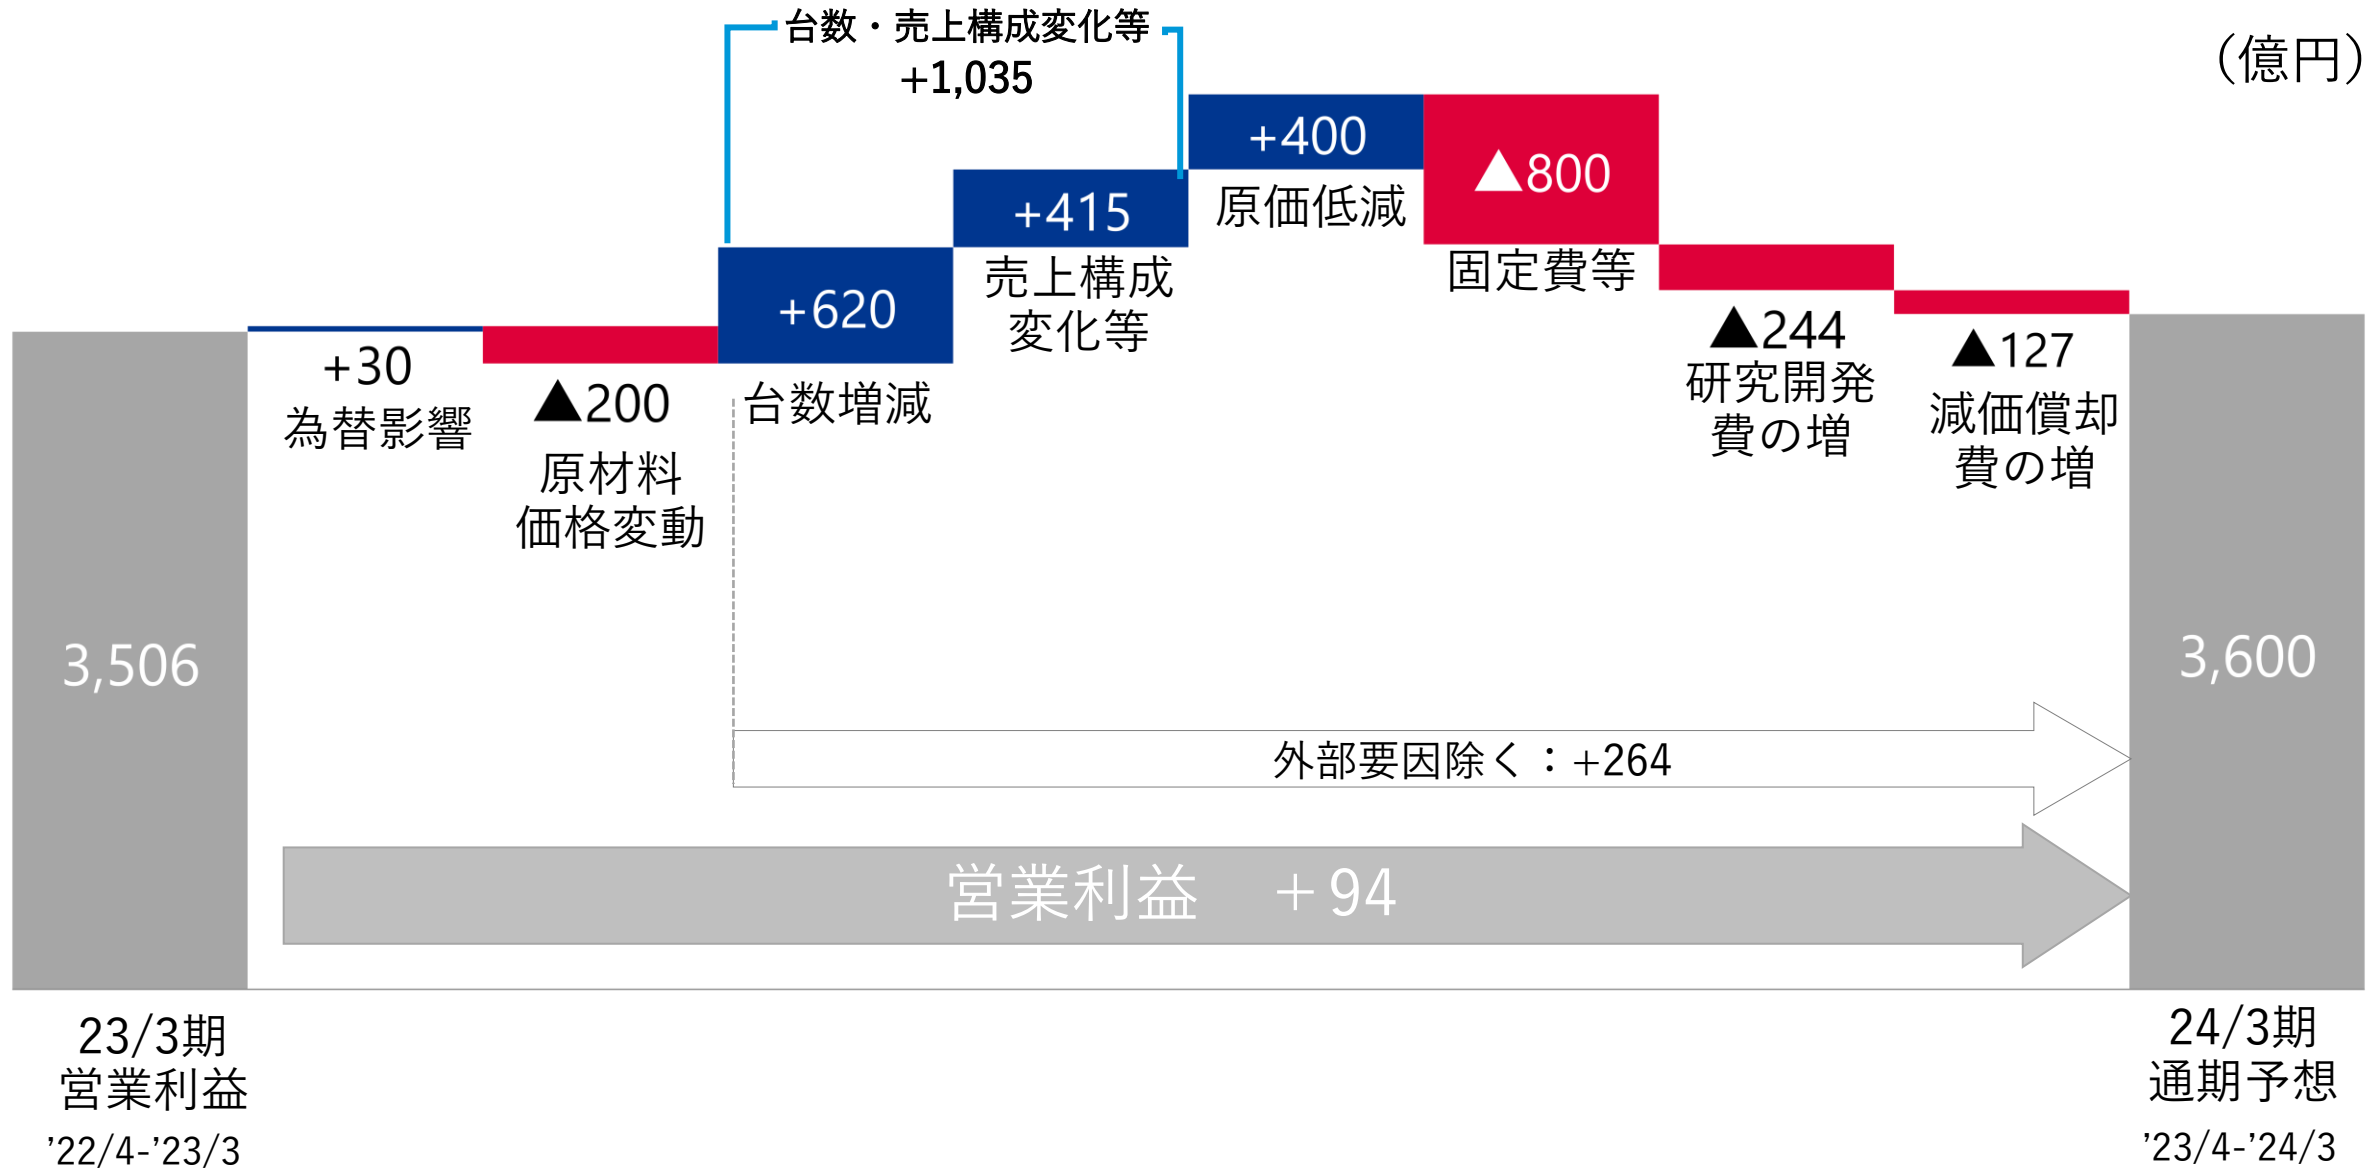 台数・売上構成変化等
+1,035
（億円）
+400
原価低減
▲800
固定費等
+415
売上構成
変化等
+620
台数増減
+30
為替影響
▲200
原材料
価格変動
▲244
研究開発
費の増
▲127
減価償却
費の増
3,506
3,600
外部要因除く：+264
営業利益　+94
23/3期
営業利益
’22/4-’23/3
24/3期
通期予想
’23/4-’24/3